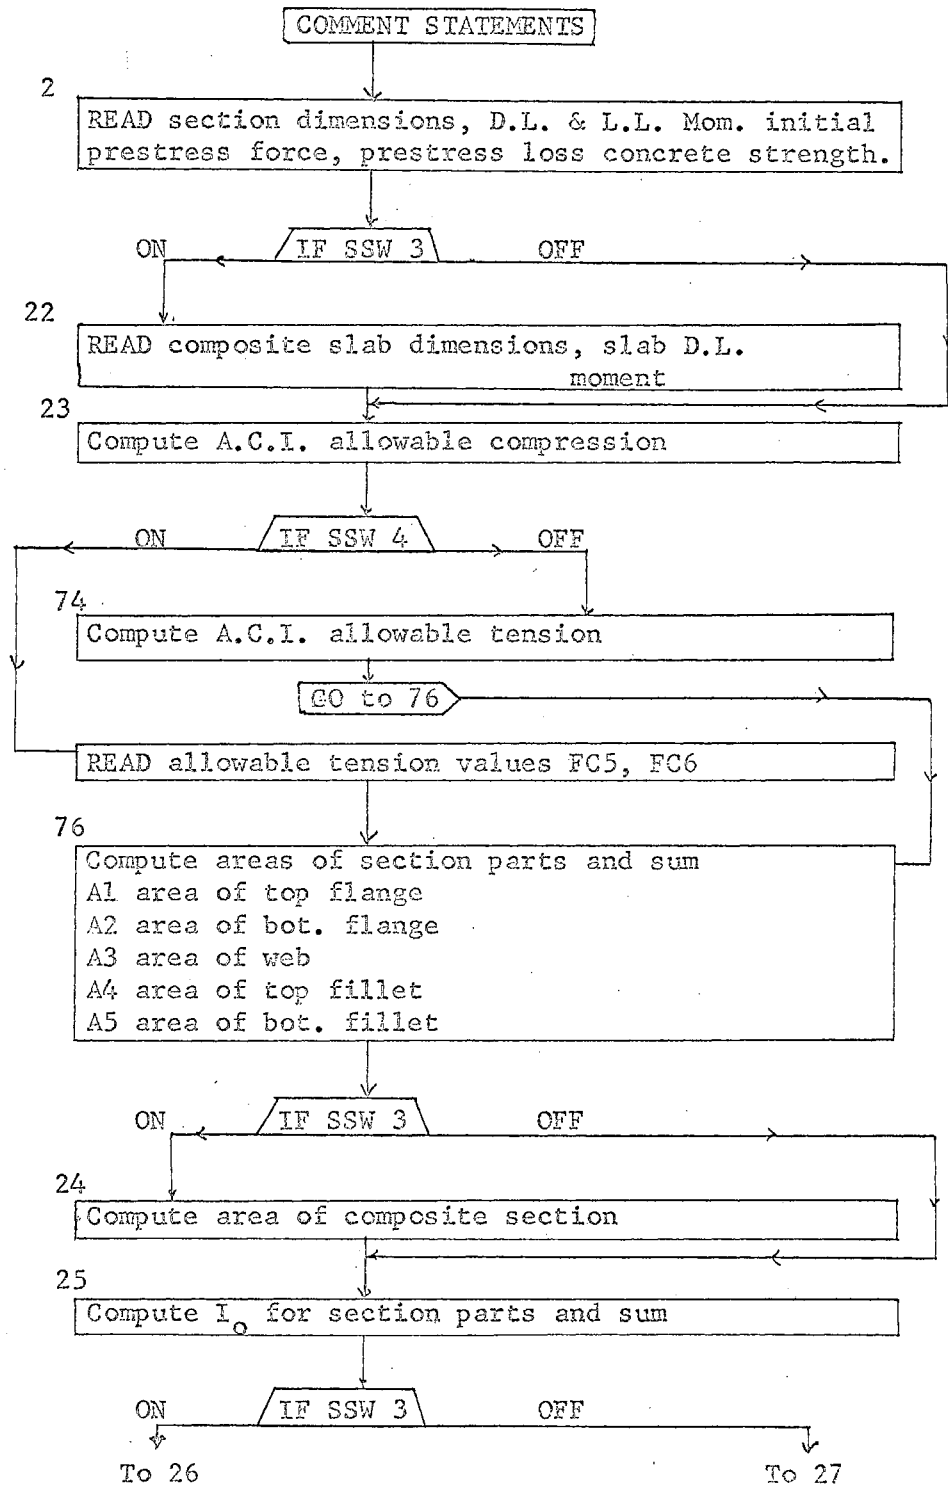 COMMENT STATEMENTS
2
READ section dimensions, D.L. & L.L. Mom. initial
prestress force, prestress loss concrete strength.
ON IF SSW 3 OFF
22
READ composite slab dimensions, slab D.L.
moment
23
Compute A.C.I. allowable compression
ON IF SSW 4 OFF
74
Compute A.C.I. allowable tension
GO to 76
READ allowable tension values FC5, FC6
76
Compute areas of section parts and sum
A1 area of top flange
A2 area of bot. flange
A3 area of web
A4 area of top fillet
A5 area of bot. fillet
ON IF SSW 3 OFF
24
Compute area of composite section
25
Compute Io for section parts and sum
ON IF SSW 3 OFF
To 26 To 27